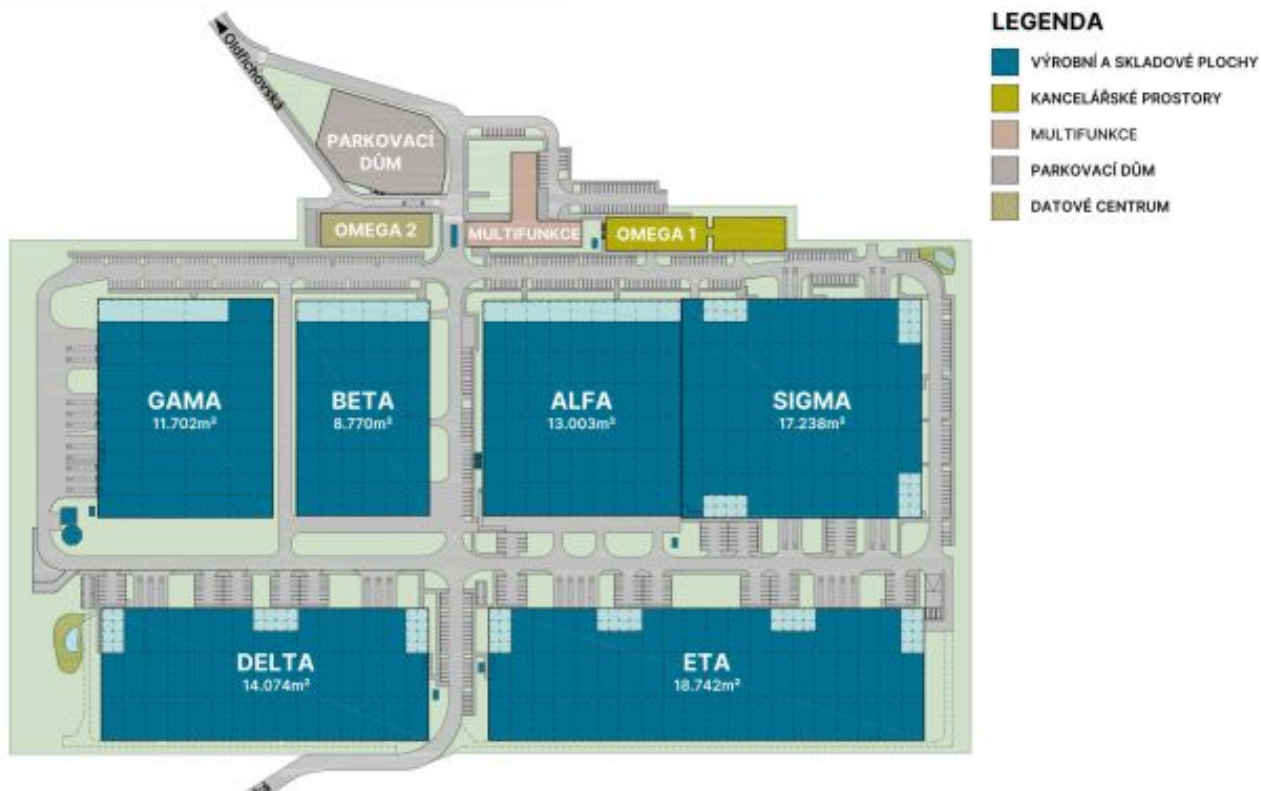 LEGENDA
VÝROBNÍ A SKLADOVÉ PLOCHY
KANCELÁŘSKÉ PROSTORY
MULTIFUNKCE
PARKOVACÍ DŮM
DATOVÉ CENTRUM
Oldřichovská
PARKOVACÍ
DŮM
OMEGA 2
MULTIFUNKCE
OMEGA 1
GAMA
11.702m²
BETA
8.770m²
ALFA
13.003m²
SIGMA
17.238m²
DELTA
14.074m²
ETA
18.742m²